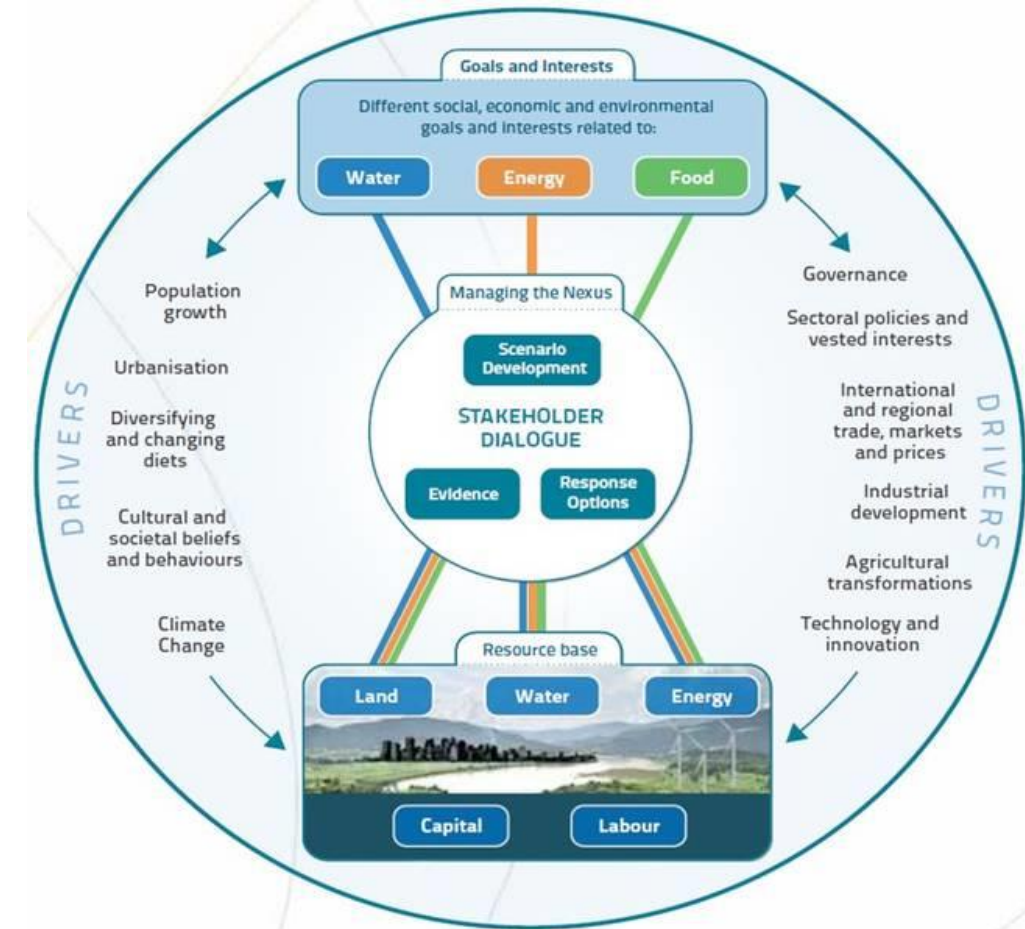 Goals and Interests
Different social, economic and environmental
goals and interests related to:
Water
Energy
Food
Managing the Nexus
Scenario
Development
STAKEHOLDER
DIALOGUE
Evidence
Response
Options
DRIVERS
Population
growth
Urbanisation
Diversifying
and changing
diets
Cultural and
societal beliefs
and behaviours
Climate
Change
Governance
Sectoral policies and
vested interests
International
and regional
trade, markets
and prices
Industrial
development
Agricultural
transformations
Technology and
innovation
DRIVERS
Resource base
Land
Water
Energy
Capital
Labour